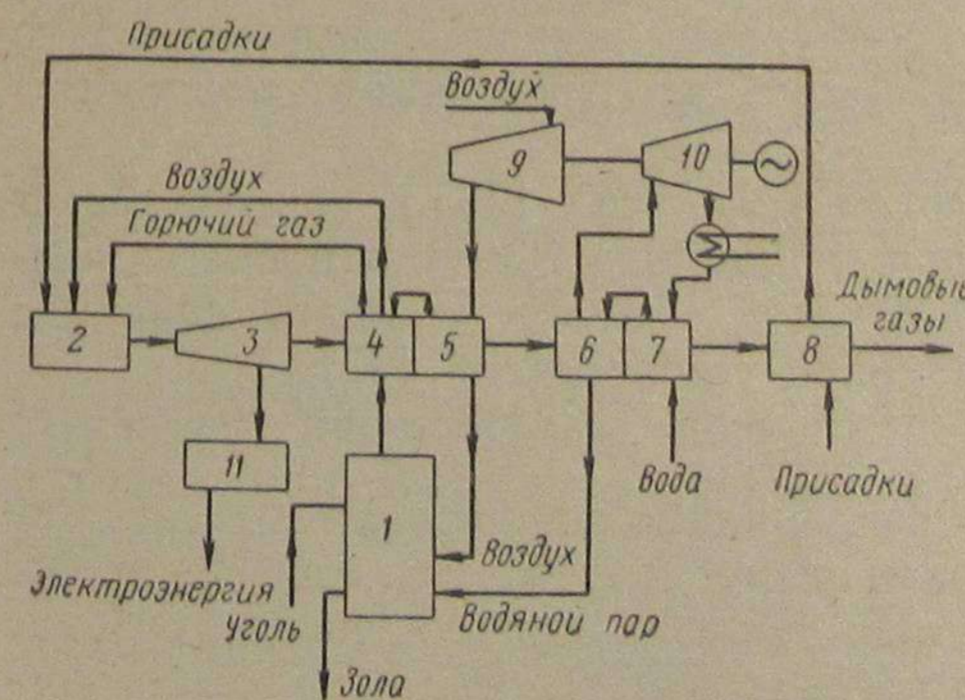 Присадки
Воздух
9
10
Воздух
Горючий газ
Дымовые
газы
2
3
4
5
6
7
8
11
Вода
Присадки
1
Воздух
Электроэнергия
Уголь
Водяной пар
Зола